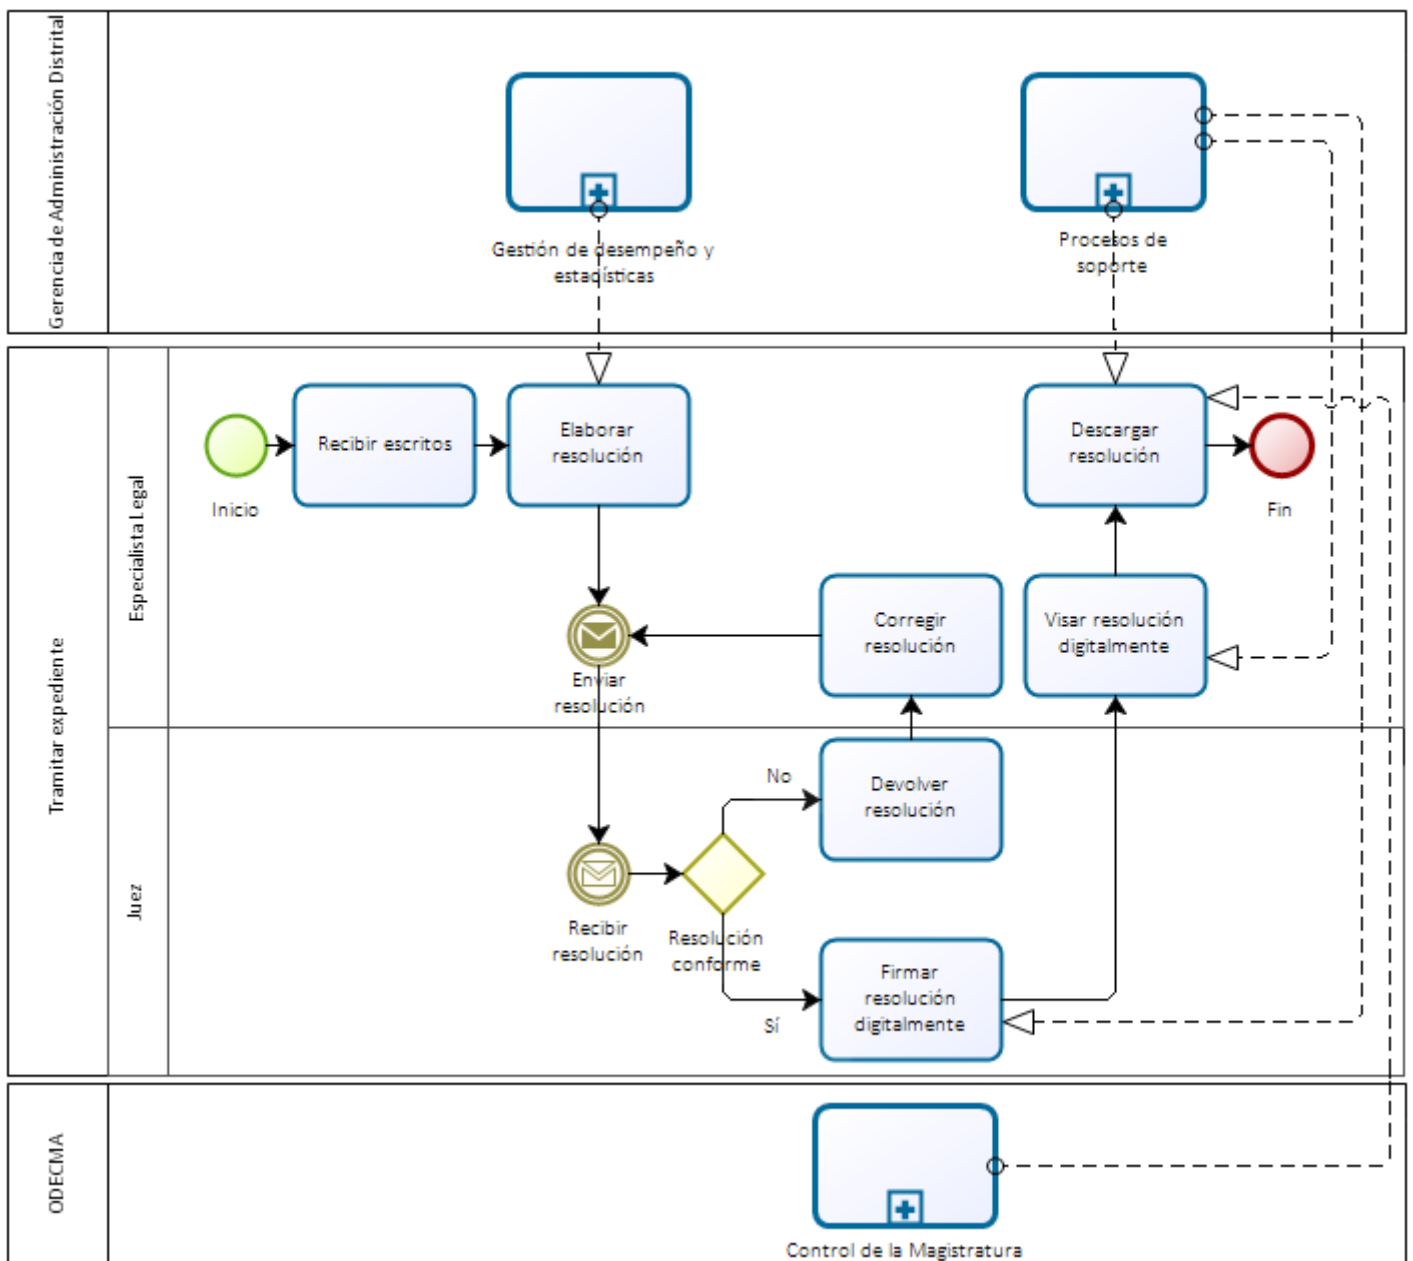 Gerencia de Administración Distrital
Gestión de desempeño y
estadísticas
Procesos de
soporte
Tramitar expediente
Especialista Legal
Inicio
Recibir escritos
Elaborar
resolución
Descargar
resolución
Fin
Enviar
resolución
Corregir
resolución
Visar resolución
digitalmente
Juez
No
Devolver
resolución
Recibir
resolución
Resolución
conforme
Sí
Firmar
resolución
digitalmente
ODECMA
Control de la Magistratura